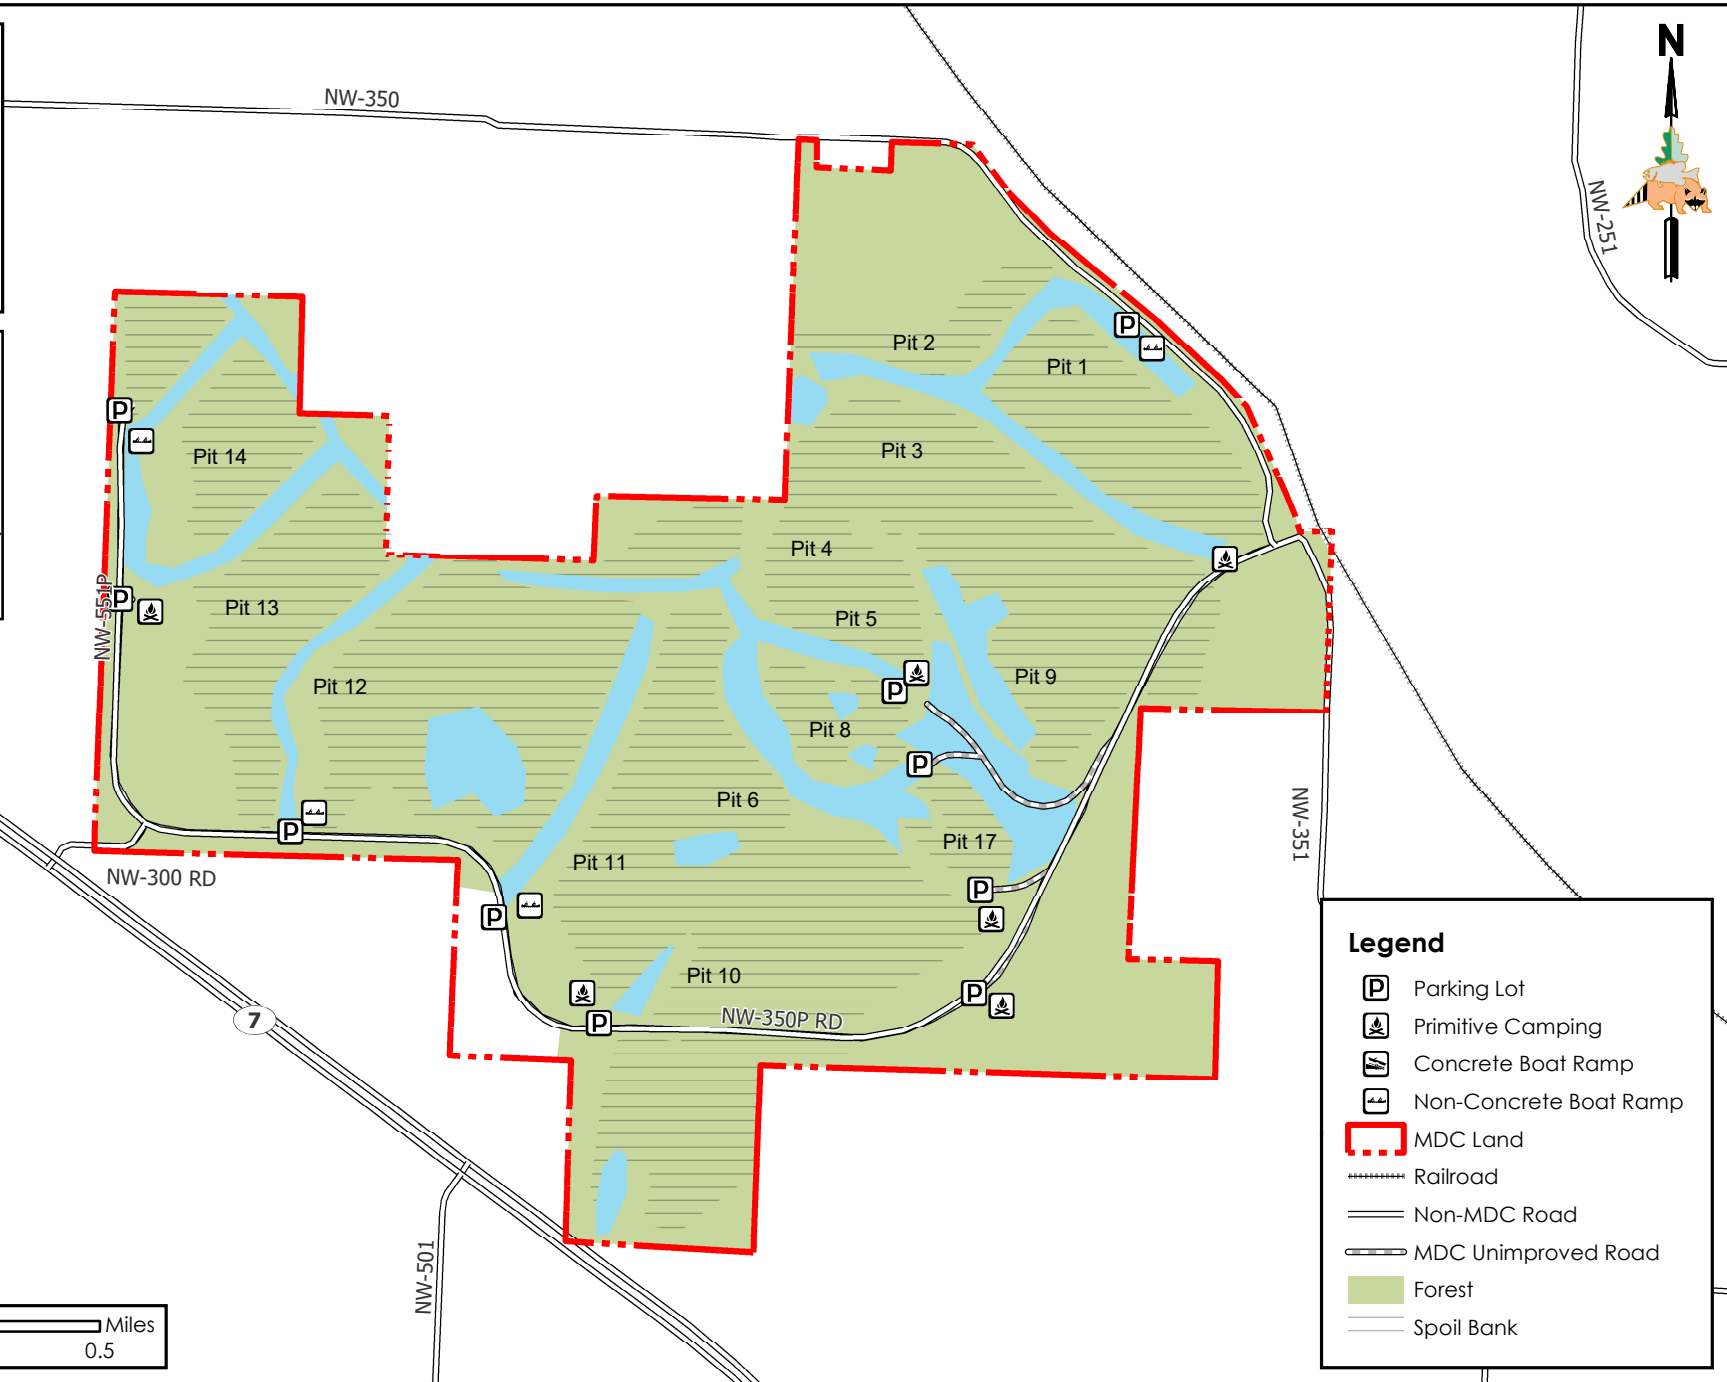 N
NW-350
NW-251
Pit 2
Pit 1
P
P
Pit 14
Pit 3
Pit 4
NW-551P
P
Pit 13
Pit 5
Pit 12
P
Pit 9
Pit 8
P
Pit 6
NW-351
P
Pit 17
Pit 11
NW-300 RD
P
P
Pit 10
P
NW-350P RD
P
7
NW-501
Miles
0.5
Legend
P Parking Lot
Primitive Camping
Concrete Boat Ramp
Non-Concrete Boat Ramp
MDC Land
Railroad
Non-MDC Road
MDC Unimproved Road
Forest
Spoil Bank